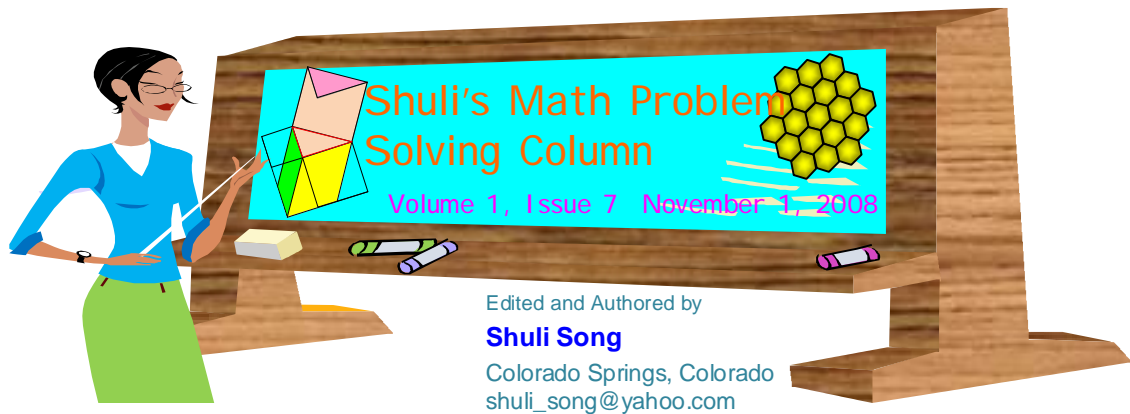 Shuli's Math Problem
Solving Column
Volume 1, Issue 7 November 1, 2008
Edited and Authored by
Shuli Song
Colorado Springs, Colorado
shuli_song@yahoo.com